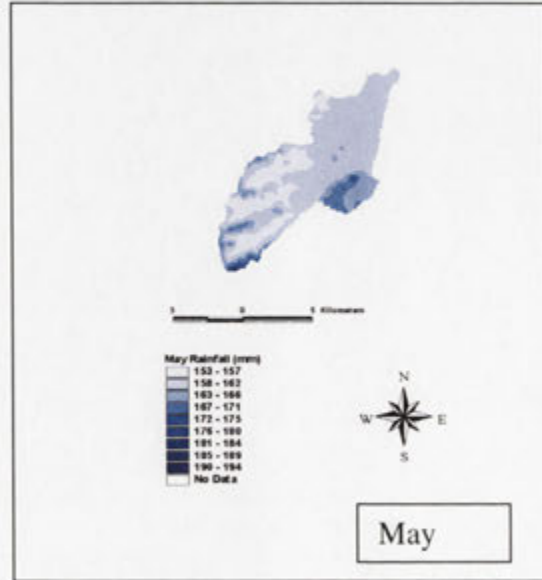 5 0 5 Kilometers
May Rainfall (mm)
153 - 157
158 - 162
163 - 166
167 - 171
172 - 175
176 - 180
181 - 184
185 - 189
190 - 194
No Data
N
W E
S
May